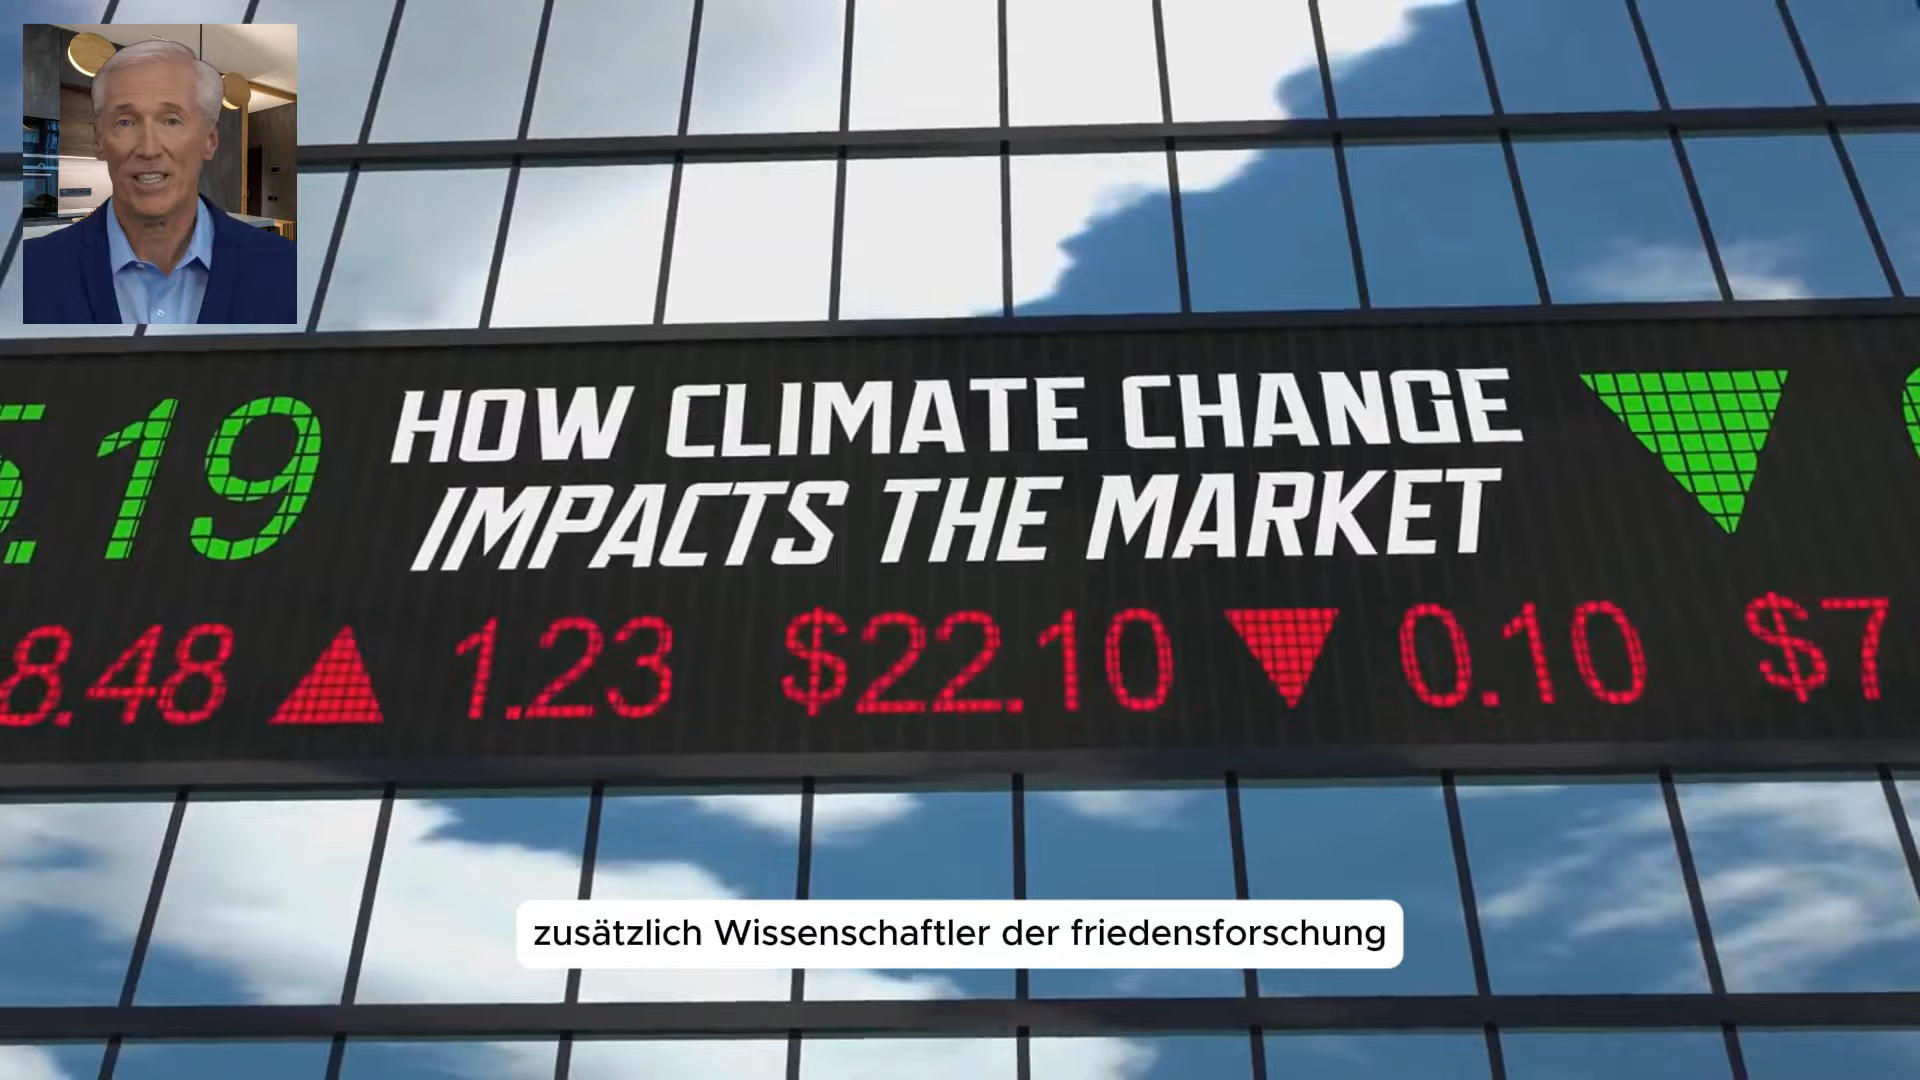 5.19
HOW CLIMATE CHANGE
IMPACTS THE MARKET
8.48 1.23 $22.10 0.10 $7
zusätzlich Wissenschaftler der friedensforschung